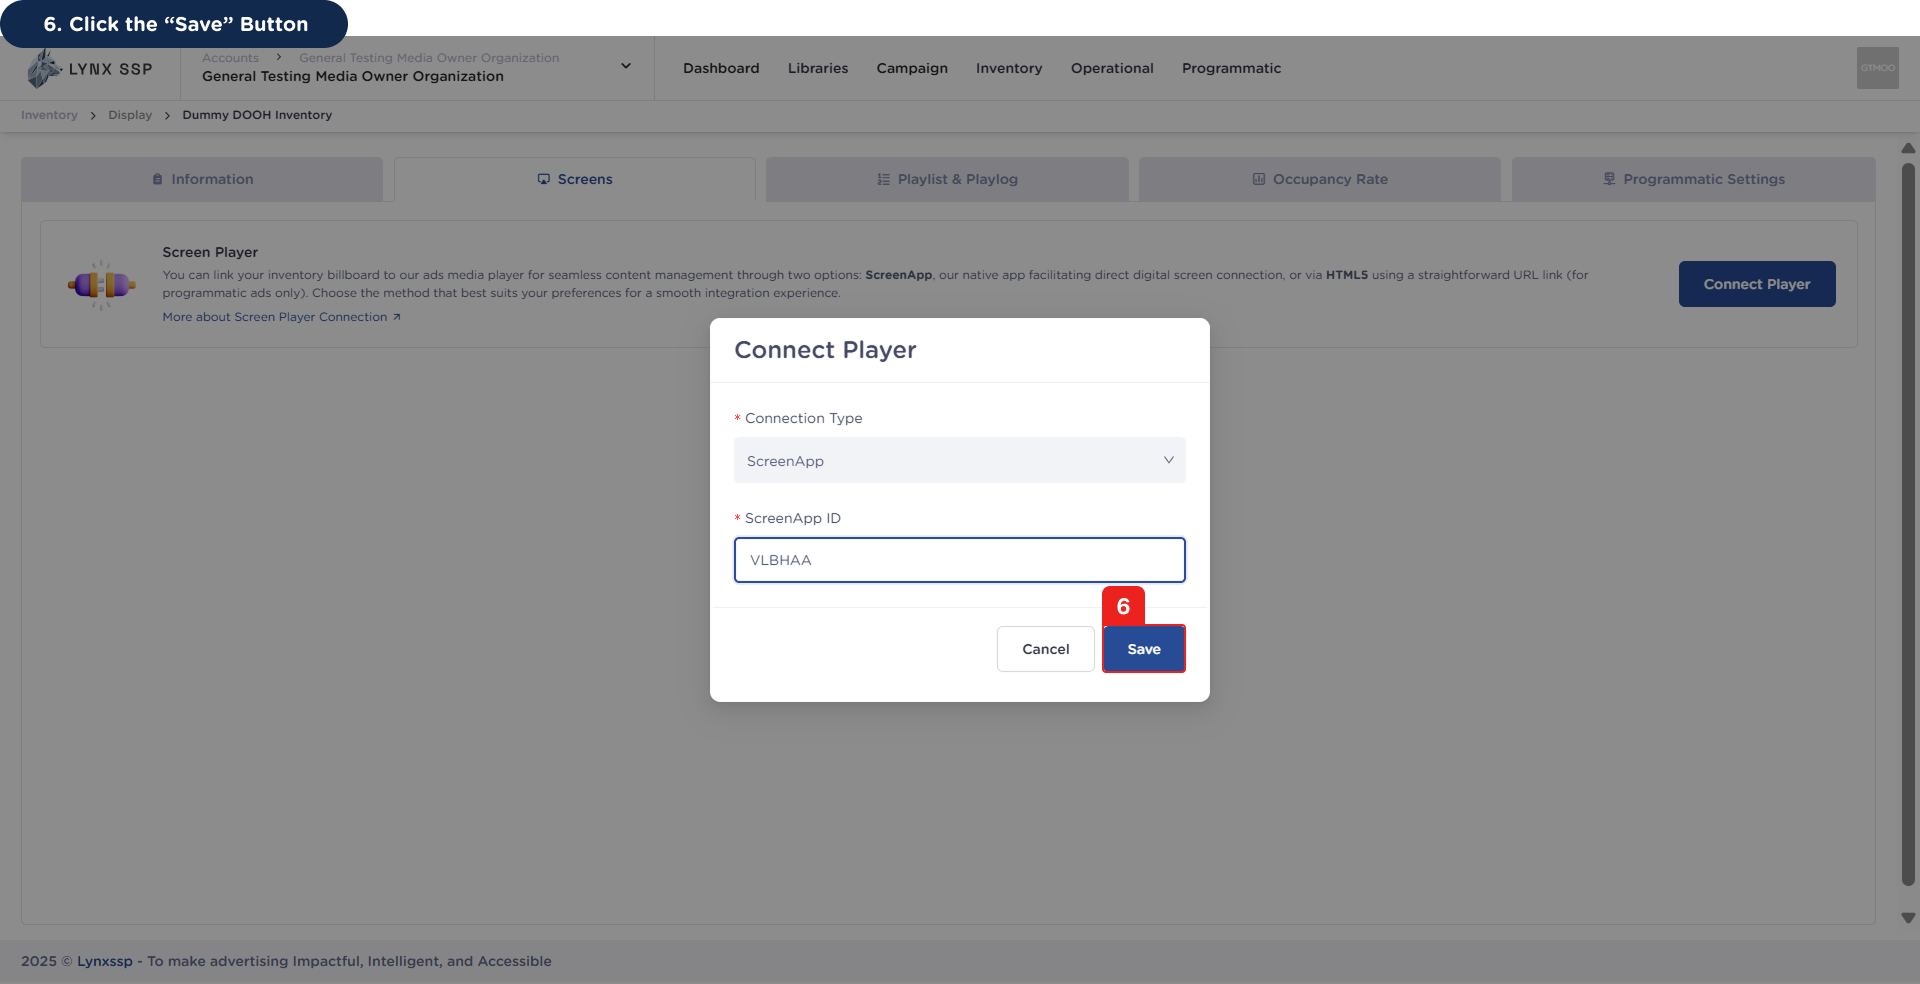 6. Click the “Save” Button
LYNX SSP
Accounts > General Testing Media Owner Organization
General Testing Media Owner Organization
Dashboard Libraries Campaign Inventory Operational Programmatic
GTMOO
Inventory > Display > Dummy DOOH Inventory
Information Screens Playlist & Playlog Occupancy Rate Programmatic Settings
Screen Player
You can link your inventory billboard to our ads media player for seamless content management through two options: ScreenApp, our native app facilitating direct digital screen connection, or via HTML5 using a straightforward URL link (for
programmatic ads only). Choose the method that best suits your preferences for a smooth integration experience.
More about Screen Player Connection
Connect Player
Connect Player
* Connection Type
ScreenApp
* ScreenApp ID
VLBHAA
6
Cancel Save
2025 © Lynxssp - To make advertising Impactful, Intelligent, and Accessible